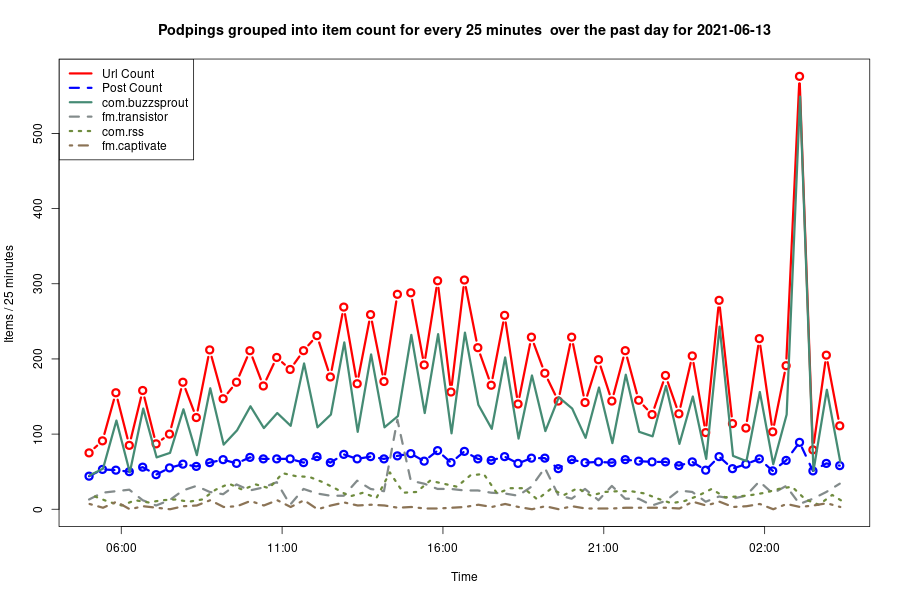 Podpings grouped into item count for every 25 minutes  over the past day for 2021-06-13
Url Count
Post Count
com.buzzsprout
fm.transistor
com.rss
fm.captivate
Items / 25 minutes
500
400
300
200
100
0
06:00 11:00 16:00 21:00 02:00
Time